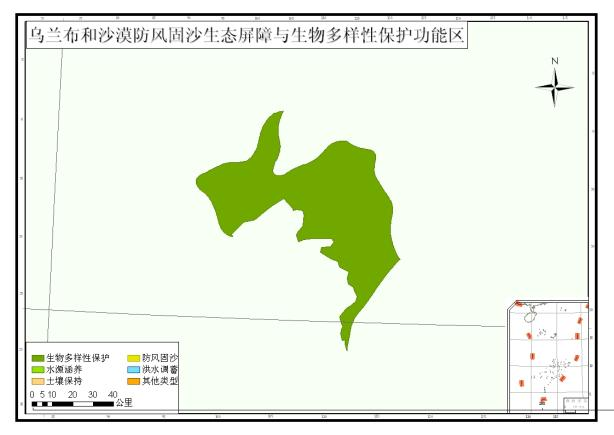 乌兰布和沙漠防风固沙生态屏障与生物多样性保护功能区
N
生物多样性保护 防风固沙
水源涵养 洪水调蓄
土壤保持 其他类型
0 5 10 20 30 40
公里